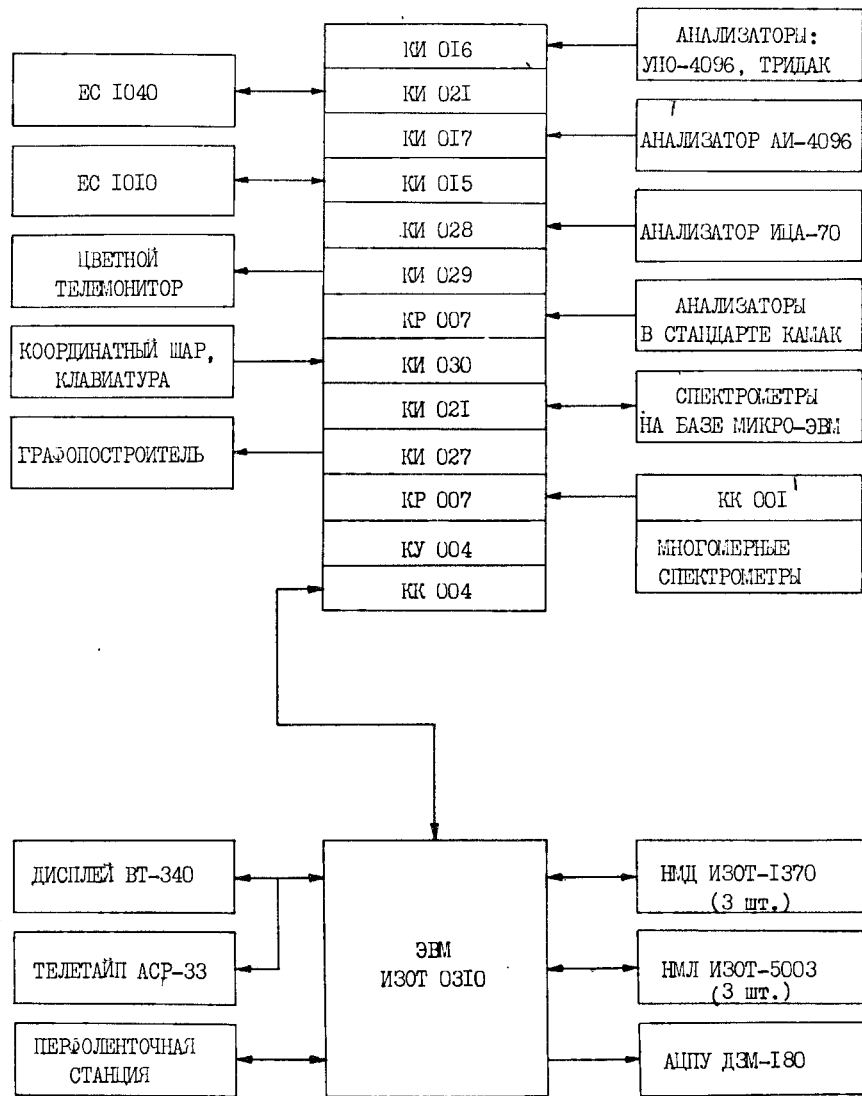 КИ 016
КИ 021
КИ 017
КИ 015
КИ 028
КИ 029
КР 007
КИ 030
КИ 021
КИ 027
КР 007
КУ 004
КК 004
ЕС 1040
ЕС 1010
ЦВЕТНОЙ
ТЕЛЕМОНИТОР
КООРДИНАТНЫЙ ШАР,
КЛАВИАТУРА
ГРАФОПОСТРОИТЕЛЬ
АНАЛИЗАТОРЫ:
УПО-4096, ТРИДАК
АНАЛИЗАТОР АИ-4096
АНАЛИЗАТОР ИЦА-70
АНАЛИЗАТОРЫ
В СТАНДАРТЕ КАМАК
СПЕКТРОМЕТРЫ
НА БАЗЕ МИКРО-ЭВМ
КК 001
МНОГОМЕРНЫЕ
СПЕКТРОМЕТРЫ
ДИСПЛЕЙ ВТ-340
ТЕЛЕТАЙП АСР-33
ПЕРФОЛЕНТОЧНАЯ
СТАНЦИЯ
ЭВМ
ИЗОТ 0310
НМД ИЗОТ-1370
(3 шт.)
НМЛ ИЗОТ-5003
(3 шт.)
АЦПУ ДЗМ-180